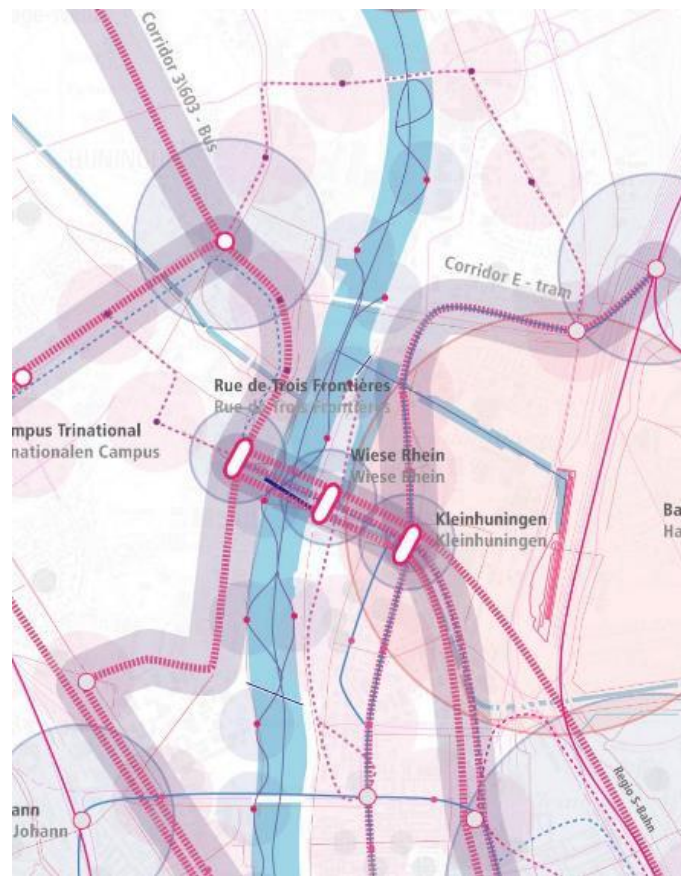 Corridor 3\603 - Bus
Corridor E - tram
Rue de Trois Frontières
Rue de Trois Frontières
mpus Trinational
nationalen Campus
Wiese Rhein
Wiese Rhein
Kleinhuningen
Kleinhuningen
Ba
Ha
Regio S-Bahn
ann
Johann